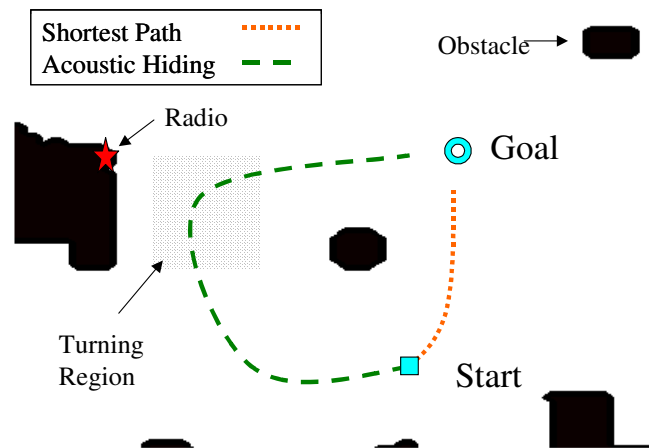 Shortest Path
Acoustic Hiding
Obstacle
Radio
Goal
Turning
Region
Start